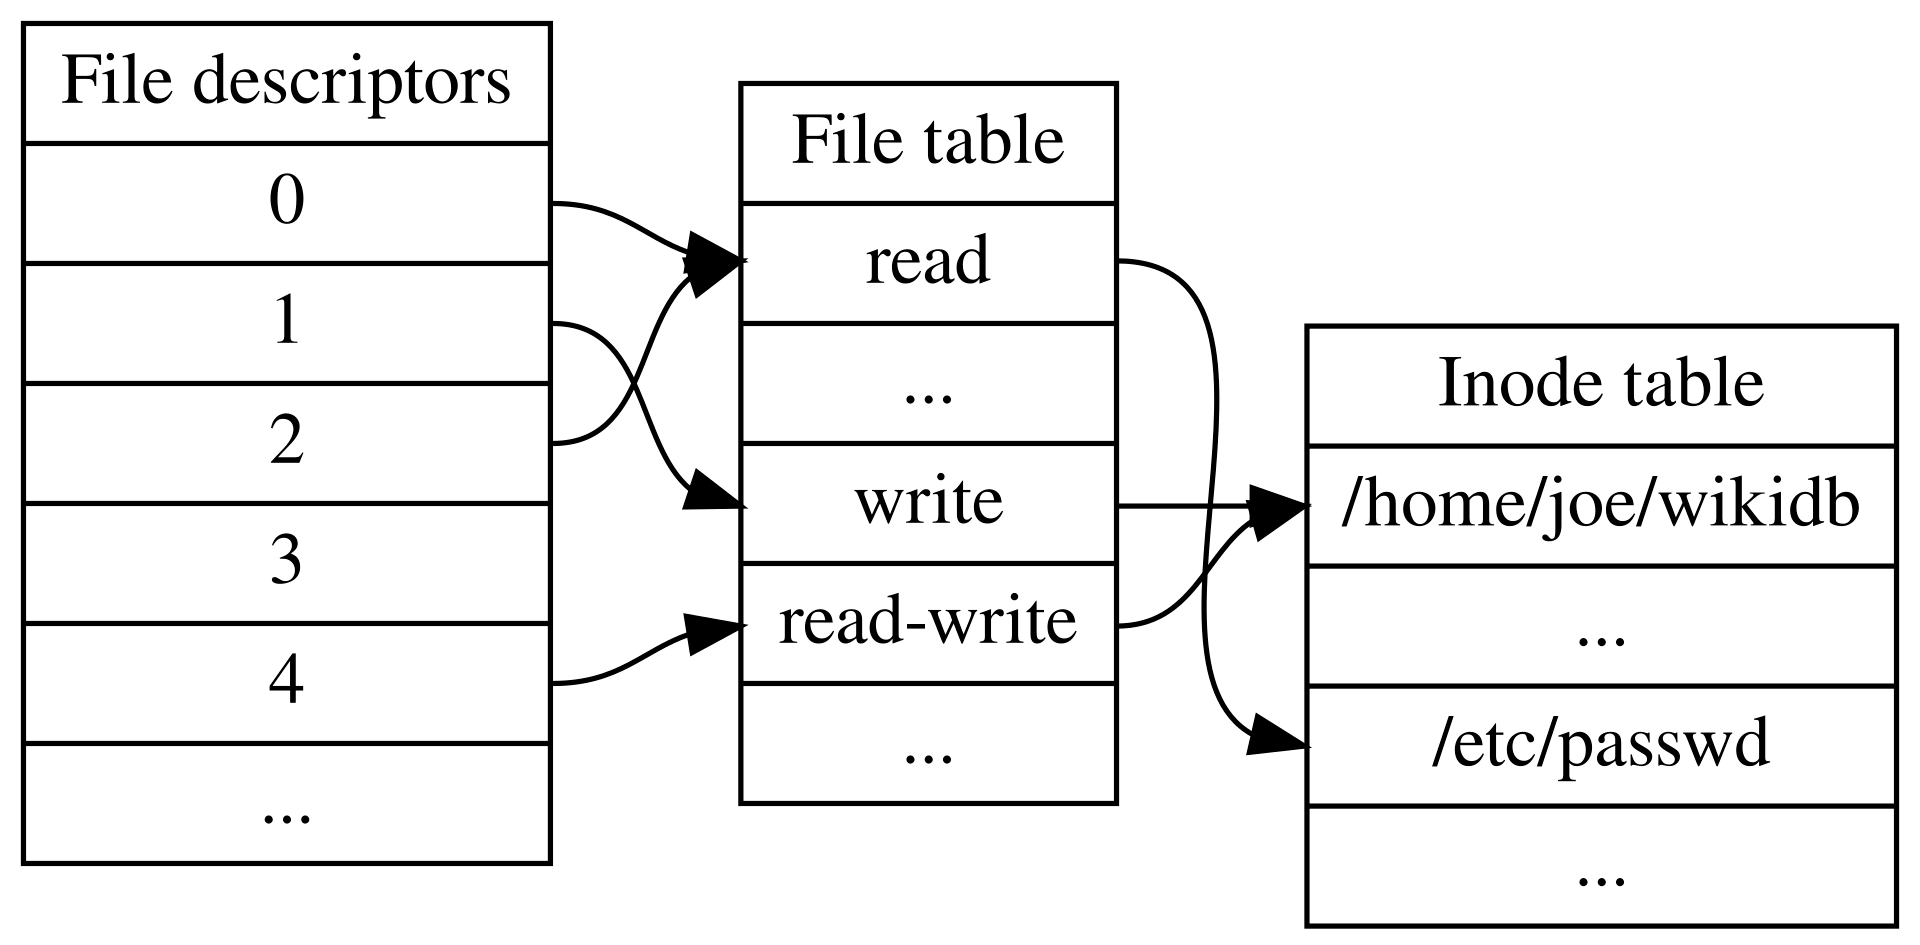 File descriptors
0
1
2
3
4
...
File table
read
...
write
read-write
...
Inode table
/home/joe/wikidb
...
/etc/passwd
...